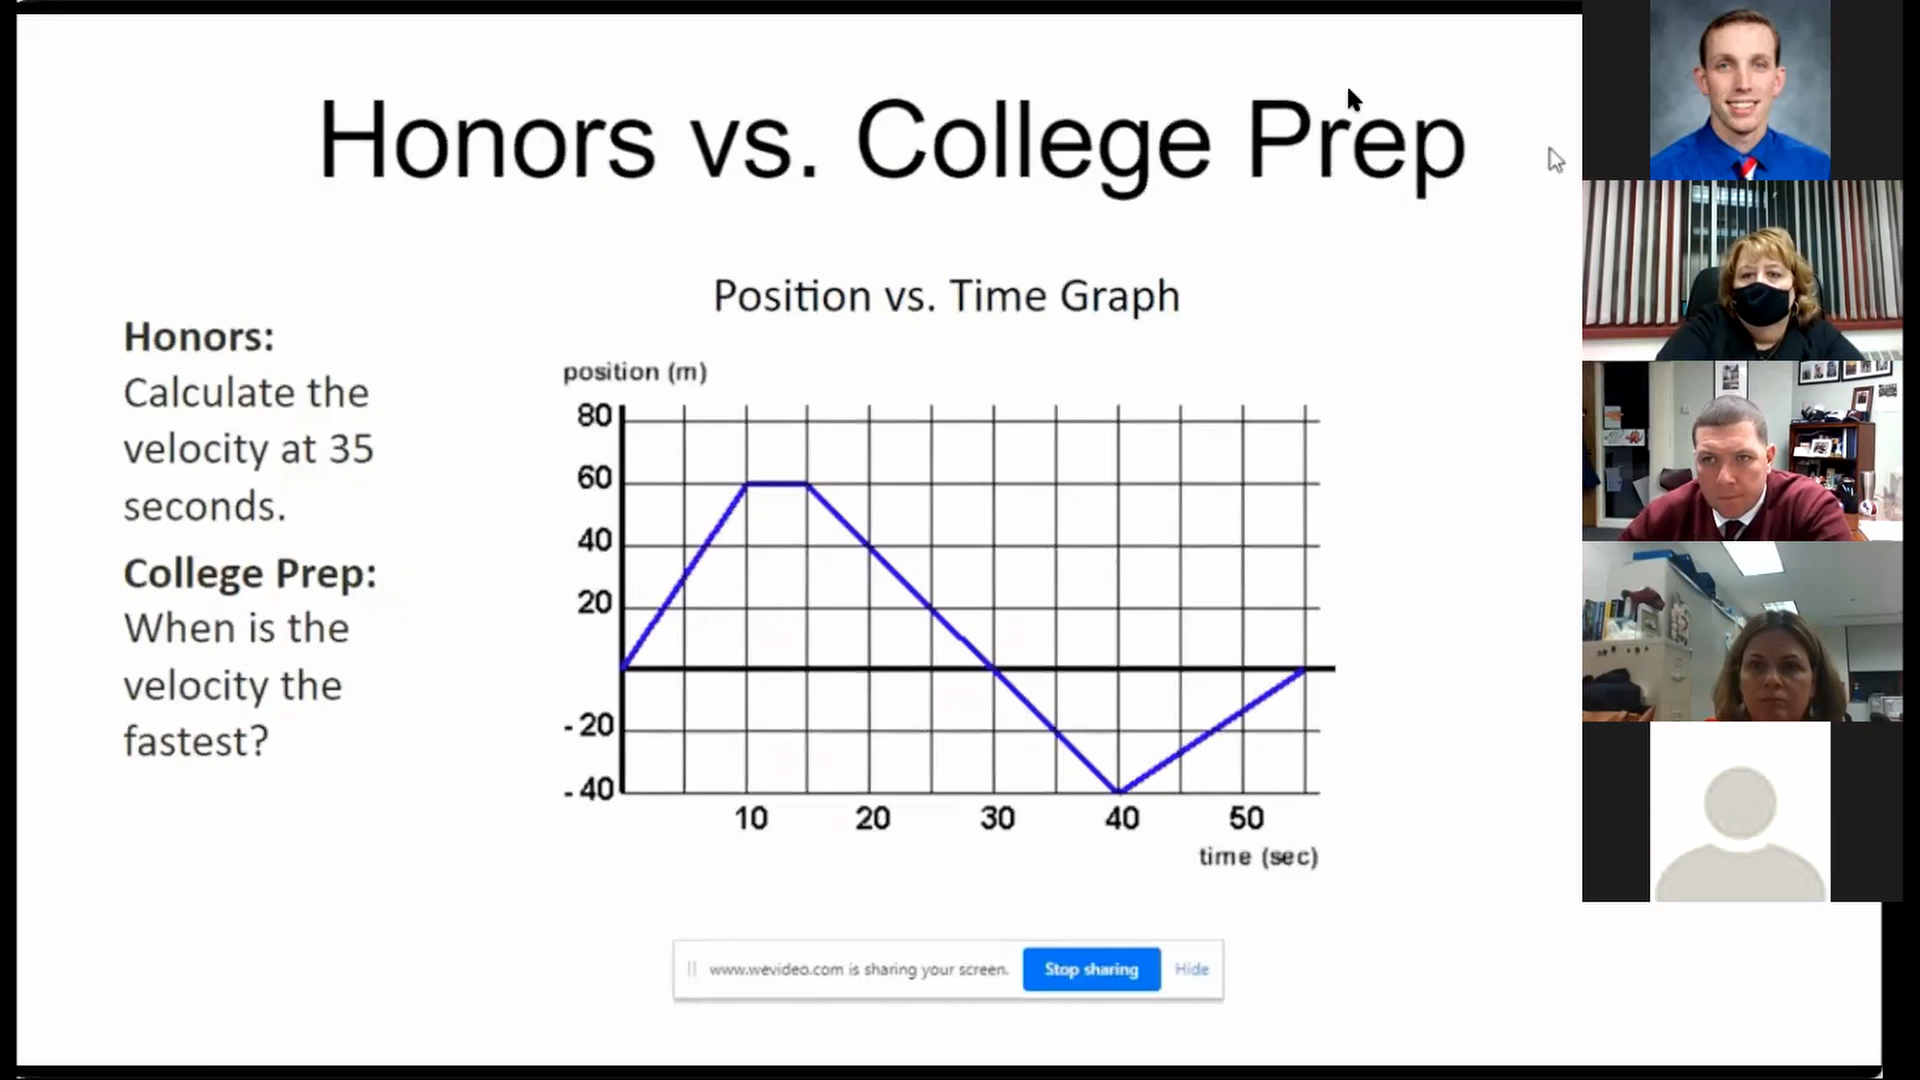 Honors vs. College Prep
Position vs. Time Graph
Honors:
Calculate the
velocity at 35
seconds.
College Prep:
When is the
velocity the
fastest?
position (m)
80
60
40
20
-20
-40
10 20 30 40 50
time (sec)
www.wevideo.com is sharing your screen. Stop sharing Hide